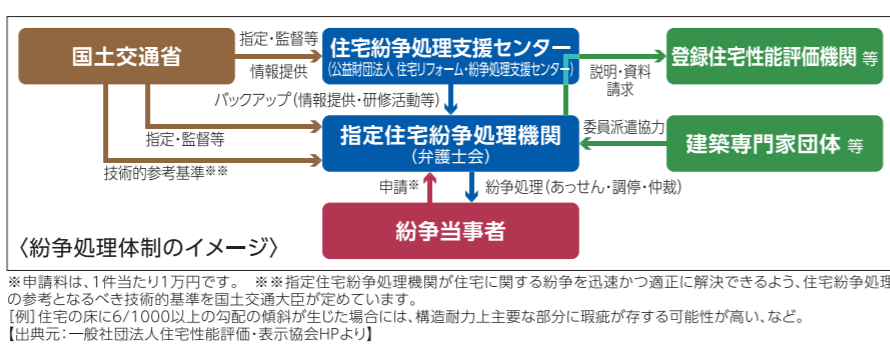 国土交通省
指定・監督等
情報提供
住宅紛争処理支援センター
(公益財団法人 住宅リフォーム・紛争処理支援センター)
登録住宅性能評価機関 等
説明・資料
請求
バックアップ(情報提供・研修活動等)
指定・監督等
技術的参考基準※※
指定住宅紛争処理機関
(弁護士会)
委員派遣協力
建築専門家団体 等
申請※
紛争処理(あっせん・調停・仲裁)
紛争当事者
〈紛争処理体制のイメージ〉
※申請料は、1件当たり1万円です。 ※※指定住宅紛争処理機関が住宅に関する紛争を迅速かつ適正に解決できるよう、住宅紛争処理
の参考となるべき技術的基準を国土交通大臣が定めています。
[例]住宅の床に6/1000以上の勾配の傾斜が生じた場合には、構造耐力上主要な部分に瑕疵が存する可能性が高い、など。
【出典元:一般社団法人住宅性能評価・表示協会HPより】